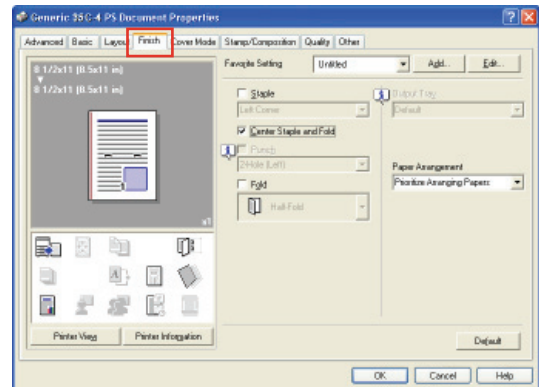 Generic 35C-4 PS Document Properties
Advanced Basic Layout Finish Cover Mode Stamp/Composition Quality Other
8 1/2x11 (8.5x11 in)
8 1/2x11 (8.5x11 in)
x1
Printer View Printer Information
Favorite Setting Untitled Add... Edit...
Staple
Left Corner
Center Staple and Fold
Punch
2-Hole (Left)
Fold
Half-Fold
Output Tray
Default
Paper Arrangement
Prioritize Arranging Papers
Default
OK Cancel Help